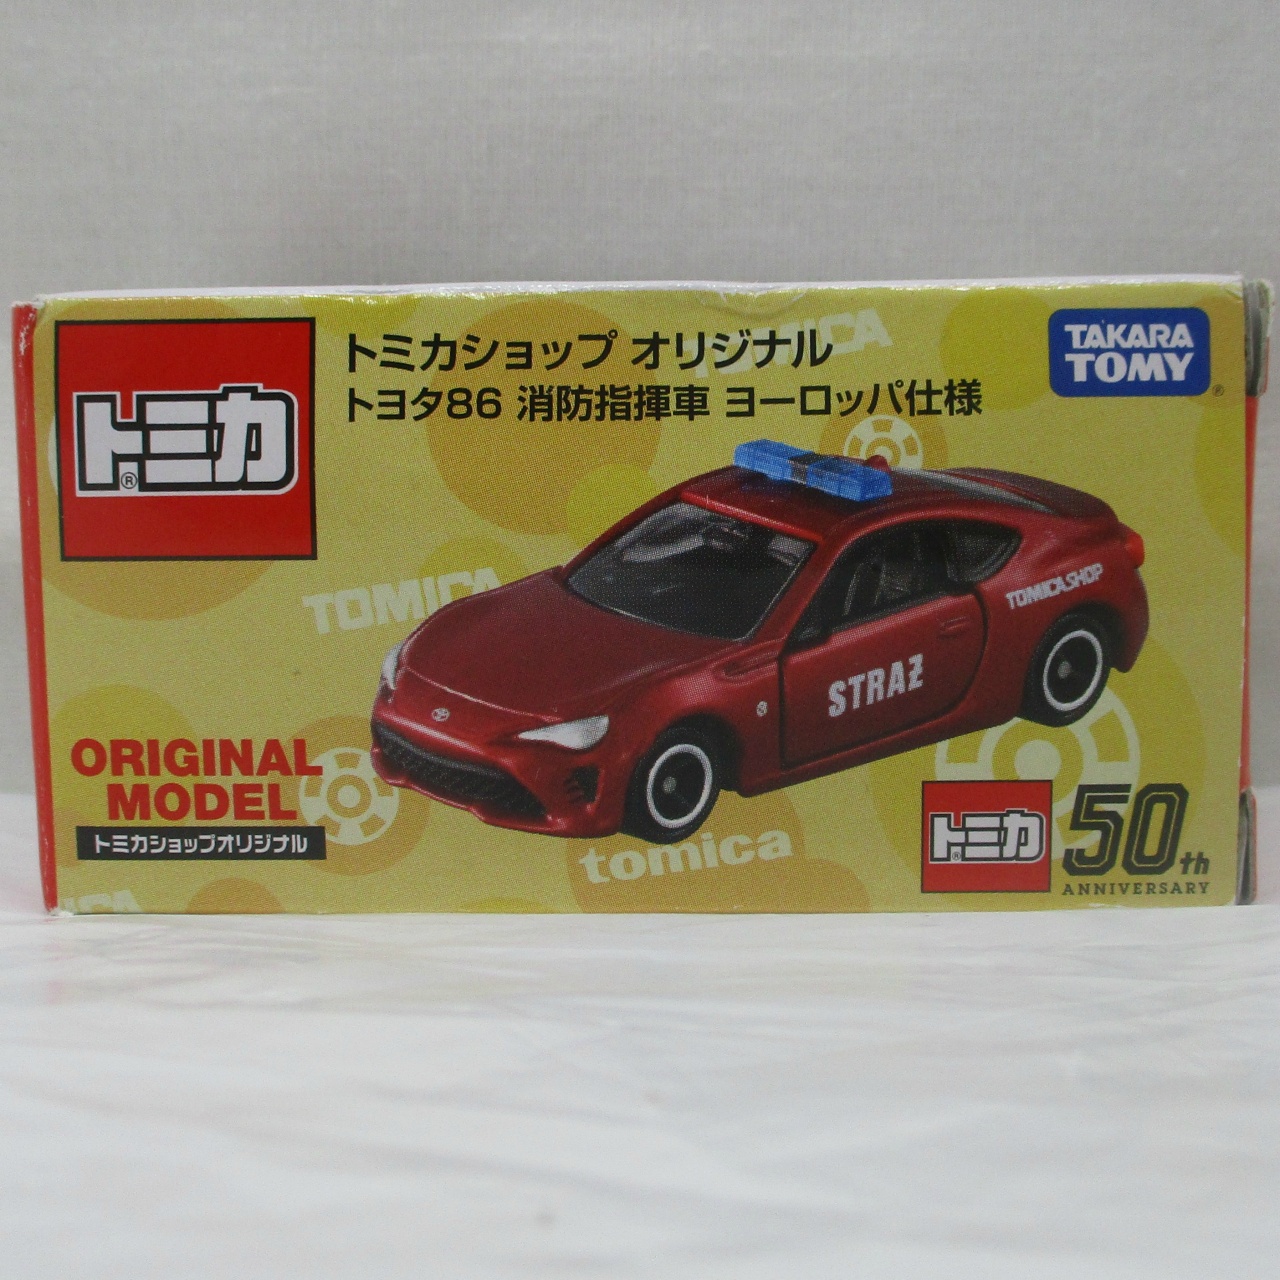 トミカ®
トミカショップ オリジナル
トヨタ86 消防指揮車 ヨーロッパ仕様
TAKARA
TOMY®
TOMICA
TOMICA
TOMICA SHOP
STRAŻ
ORIGINAL
MODEL
トミカショップオリジナル
tomica
トミカ®
50th
ANNIVERSARY